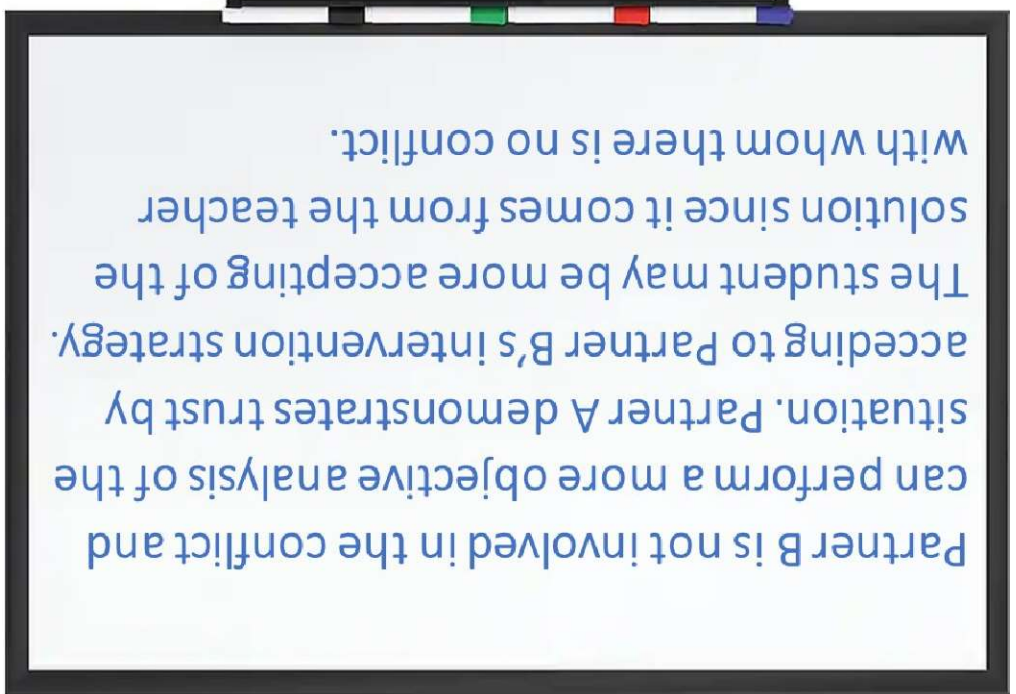 Partner B is not involved in the conflict and
can perform a more objective analysis of the
situation. Partner A demonstrates trust by
acceding to Partner B's intervention strategy.
The student may be more accepting of the
solution since it comes from the teacher
with whom there is no conflict.